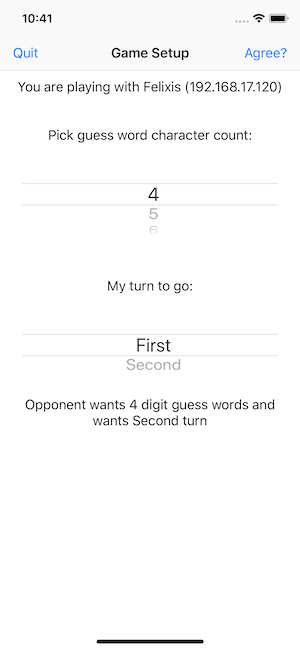 10:41
Quit Game Setup Agree?
You are playing with Felixis (192.168.17.120)
Pick guess word character count:
4
5
6
My turn to go:
First
Second
Opponent wants 4 digit guess words and
wants Second turn